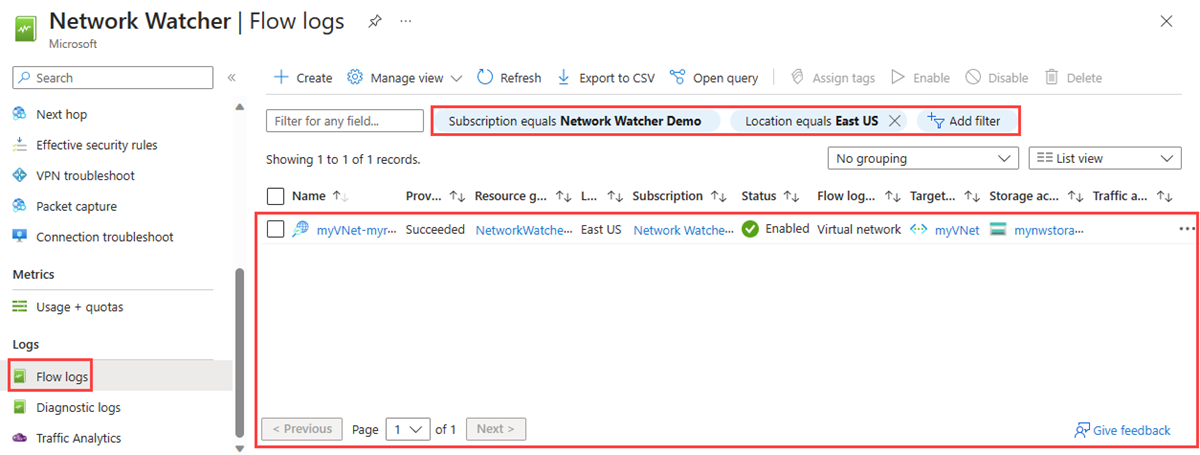 Network Watcher | Flow logs
Microsoft
Search
Next hop
Effective security rules
VPN troubleshoot
Packet capture
Connection troubleshoot
Metrics
Usage + quotas
Logs
Flow logs
Diagnostic logs
Traffic Analytics
Create Manage view Refresh Export to CSV Open query Assign tags Enable Disable Delete
Filter for any field... Subscription equals Network Watcher Demo Location equals East US Add filter
Showing 1 to 1 of 1 records. No grouping List view
Name Prov... Resource g... L... Subscription Status Flow log... Target... Storage ac... Traffic a...
myVNet-myr... Succeeded NetworkWatche... East US Network Watche... Enabled Virtual network myVNet mynwstora...
< Previous Page 1 of 1 Next > Give feedback